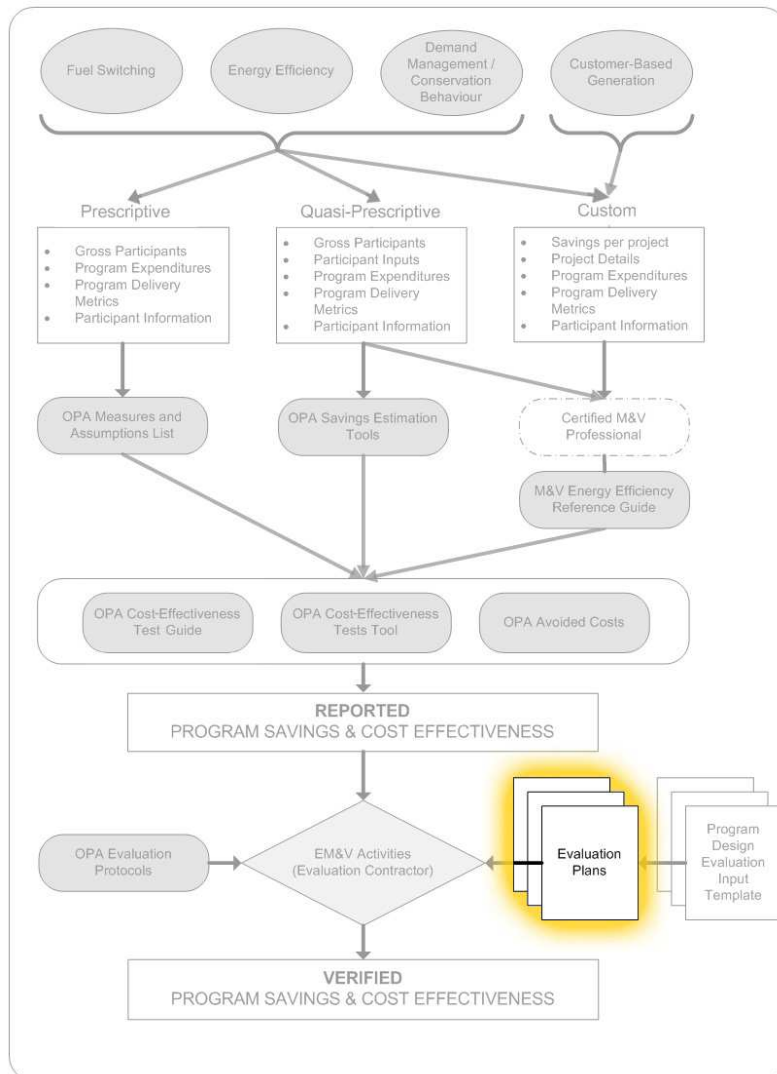 Fuel Switching
Energy Efficiency
Demand
Management /
Conservation
Behaviour
Customer-Based
Generation
Prescriptive
• Gross Participants
• Program Expenditures
• Program Delivery
Metrics
• Participant Information
Quasi-Prescriptive
• Gross Participants
• Participant Inputs
• Program Expenditures
• Program Delivery
Metrics
• Participant Information
Custom
• Savings per project
• Project Details
• Program Expenditures
• Program Delivery
Metrics
• Participant Information
OPA Measures and
Assumptions List
OPA Savings Estimation
Tools
Certified M&V
Professional
M&V Energy Efficiency
Reference Guide
OPA Cost-Effectiveness
Test Guide
OPA Cost-Effectiveness
Tests Tool
OPA Avoided Costs
REPORTED
PROGRAM SAVINGS & COST EFFECTIVENESS
OPA Evaluation
Protocols
EM&V Activities
(Evaluation Contractor)
Evaluation
Plans
Program
Design
Evaluation
Input
Template
VERIFIED
PROGRAM SAVINGS & COST EFFECTIVENESS